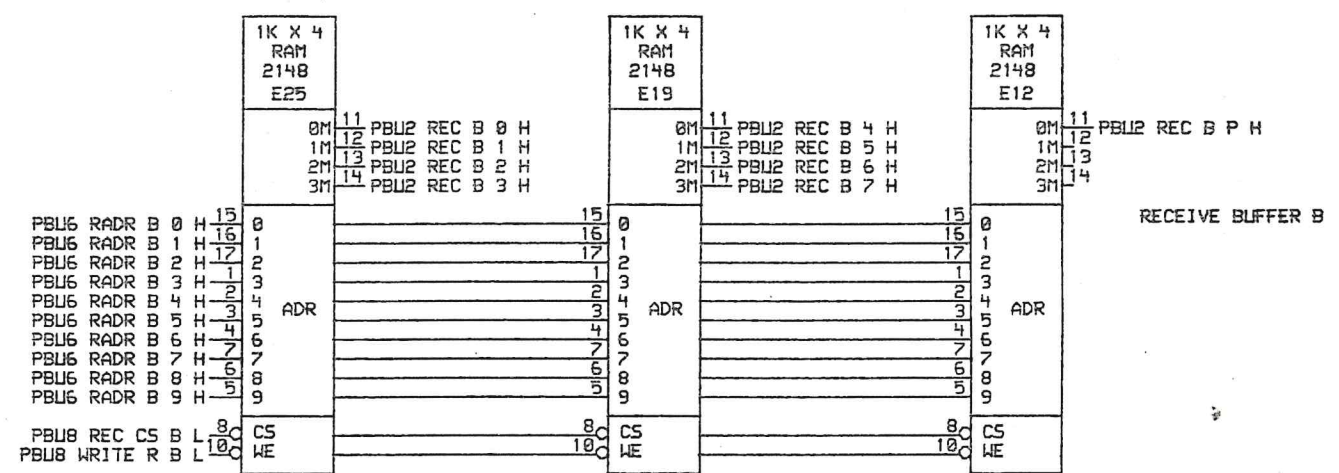 1K X 4 1K X 4 1K X 4
RAM RAM RAM
2148 2148 2148
E25 E19 E12
0M 11 PBU2 REC B 0 H 0M 11 PBU2 REC B 4 H 0M 11 PBU2 REC B P H
1M 12 PBU2 REC B 1 H 1M 12 PBU2 REC B 5 H 1M 12
2M 13 PBU2 REC B 2 H 2M 13 PBU2 REC B 6 H 2M 13
3M 14 PBU2 REC B 3 H 3M 14 PBU2 REC B 7 H 3M 14
RECEIVE BUFFER B
PBU6 RADR B 0 H 15 0 15 0 15 0
PBU6 RADR B 1 H 16 1 16 1 16 1
PBU6 RADR B 2 H 17 2 17 2 17 2
PBU6 RADR B 3 H 1 3 1 3 1 3
PBU6 RADR B 4 H 2 4 2 4 2 4
ADR ADR ADR
PBU6 RADR B 5 H 3 5 3 5 3 5
PBU6 RADR B 6 H 4 6 4 6 4 6
PBU6 RADR B 7 H 7 7 7 7 7 7
PBU6 RADR B 8 H 6 8 6 8 6 8
PBU6 RADR B 9 H 5 9 5 9 5 9
PBU8 REC CS B L 8 CS 8 CS 8 CS
PBU8 WRITE R B L 10 WE 10 WE 10 WE